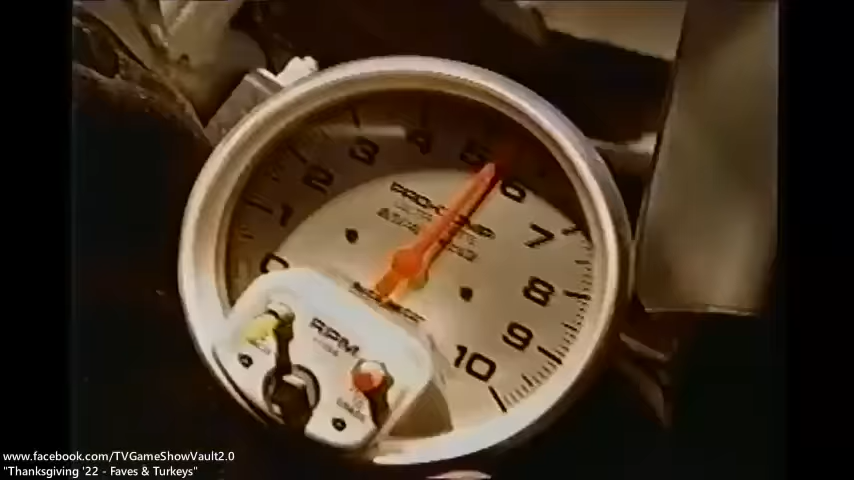 0
1
2
3
4
5
6
7
8
9
10
PRO-COMP
RPM
www.facebook.com/TVGameShowVault2.0
"Thanksgiving '22 - Faves & Turkeys"